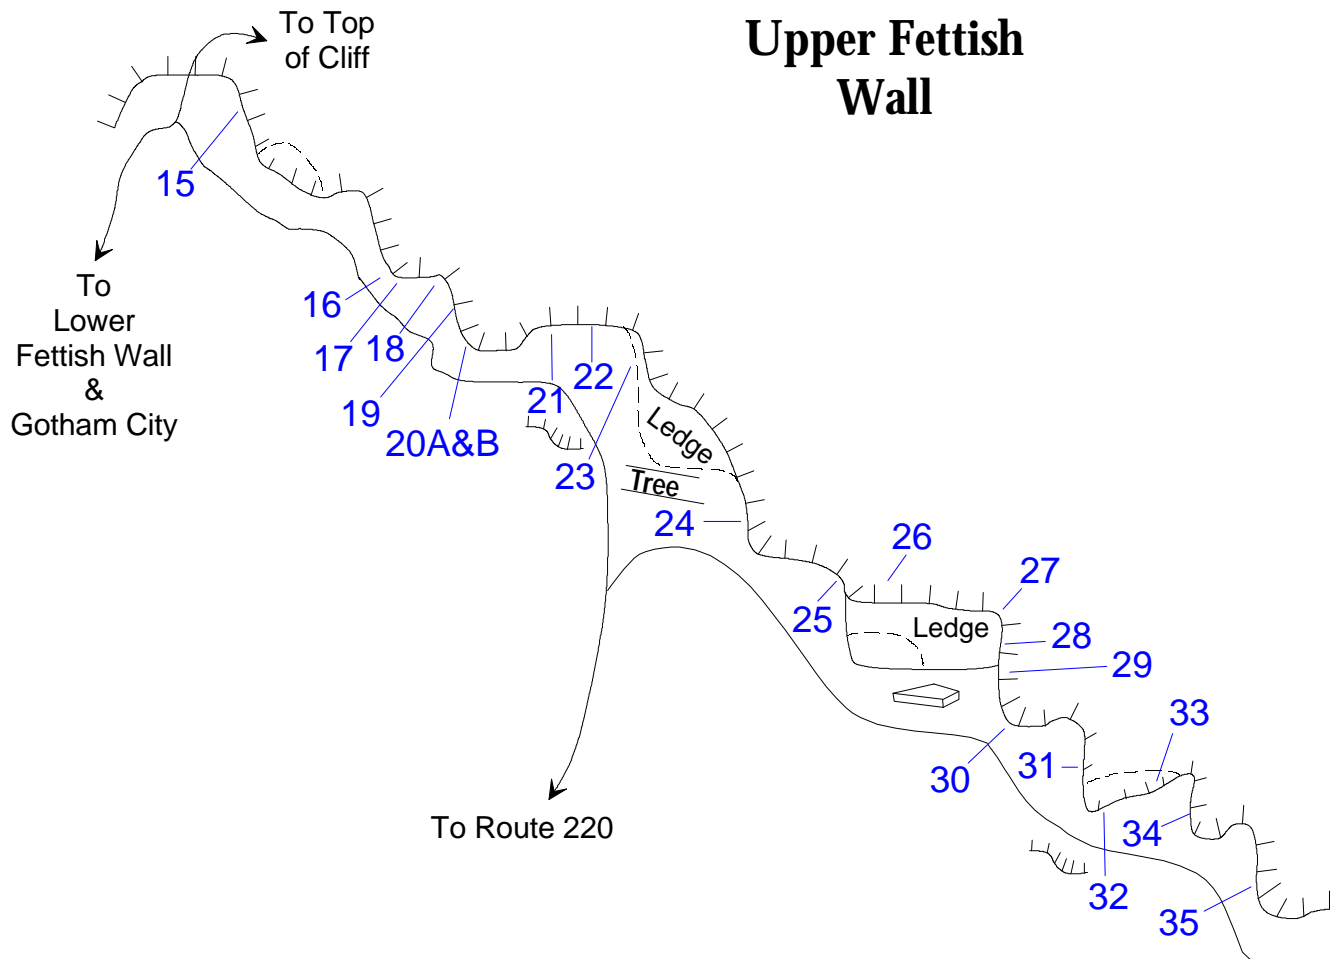 Upper Fettish
Wall
To Top
of Cliff
15
To
Lower
Fettish Wall
&
Gotham City
16
17
18
19
20A&B
21
22
23
Ledge
Tree
24
25
26
27
Ledge
28
29
30
31
32
33
34
35
To Route 220